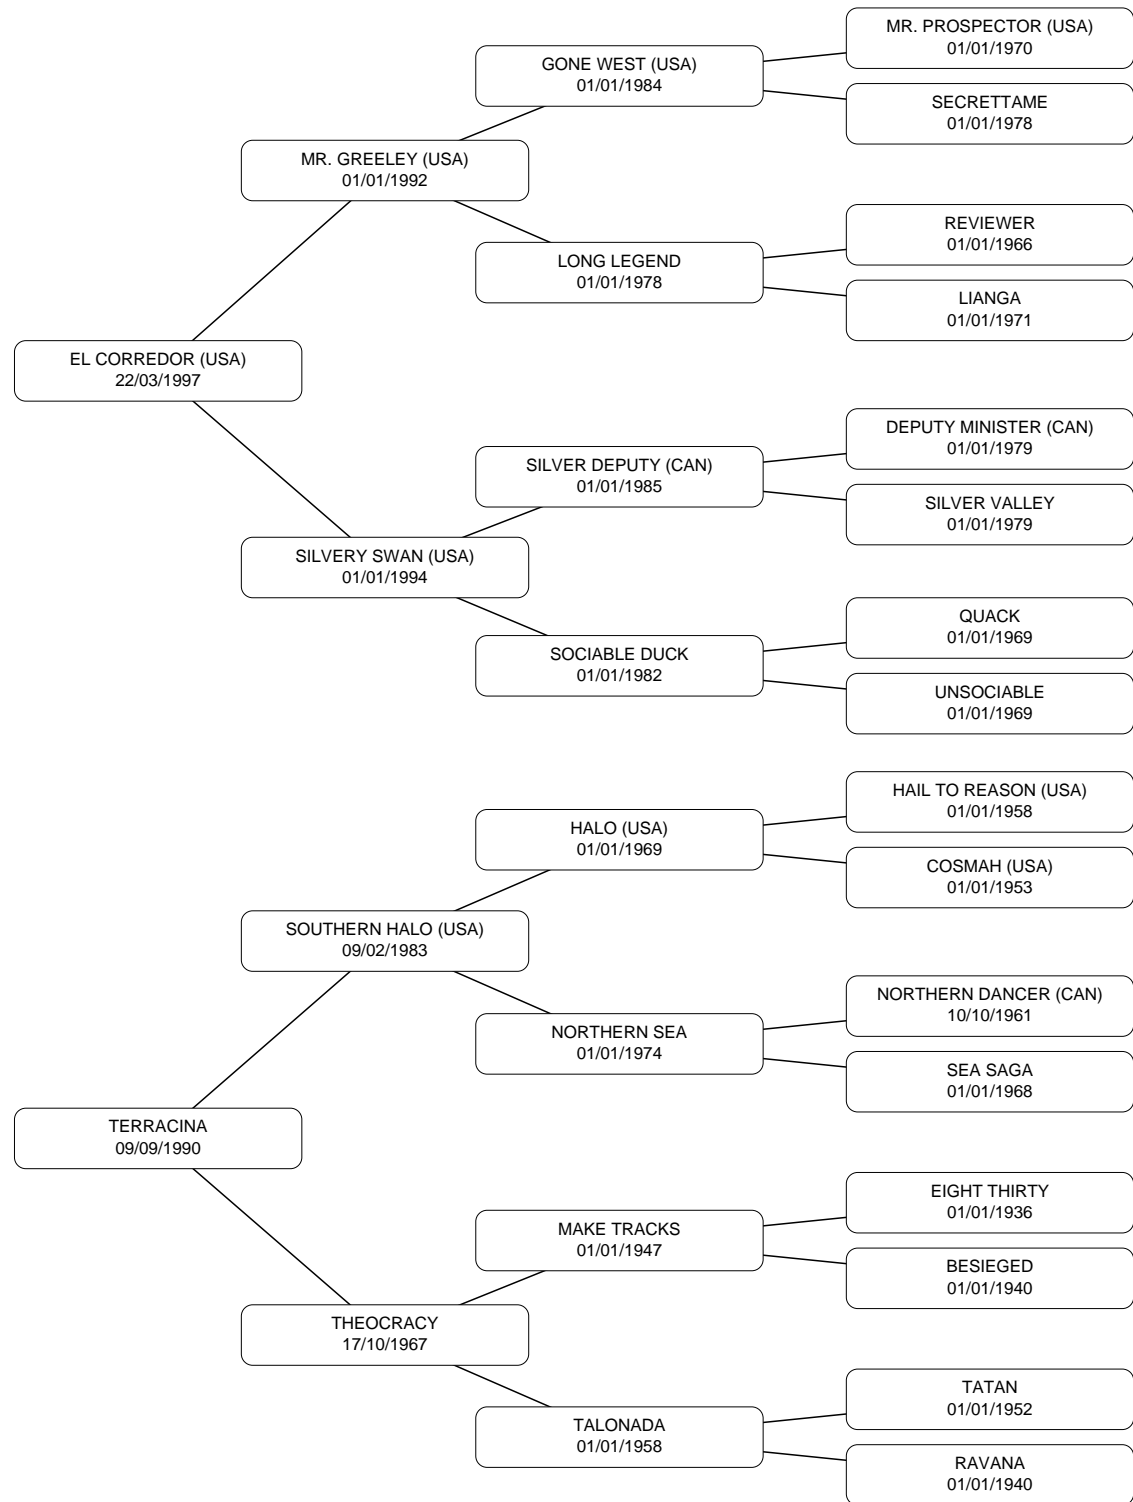 MR. PROSPECTOR (USA)
01/01/1970
GONE WEST (USA)
01/01/1984
SECRETTAME
01/01/1978
MR. GREELEY (USA)
01/01/1992
REVIEWER
01/01/1966
LONG LEGEND
01/01/1978
LIANGA
01/01/1971
EL CORREDOR (USA)
22/03/1997
DEPUTY MINISTER (CAN)
01/01/1979
SILVER DEPUTY (CAN)
01/01/1985
SILVER VALLEY
01/01/1979
SILVERY SWAN (USA)
01/01/1994
QUACK
01/01/1969
SOCIABLE DUCK
01/01/1982
UNSOCIABLE
01/01/1969
HAIL TO REASON (USA)
01/01/1958
HALO (USA)
01/01/1969
COSMAH (USA)
01/01/1953
SOUTHERN HALO (USA)
09/02/1983
NORTHERN DANCER (CAN)
10/10/1961
NORTHERN SEA
01/01/1974
SEA SAGA
01/01/1968
TERRACINA
09/09/1990
EIGHT THIRTY
01/01/1936
MAKE TRACKS
01/01/1947
BESIEGED
01/01/1940
THEOCRACY
17/10/1967
TATAN
01/01/1952
TALONADA
01/01/1958
RAVANA
01/01/1940